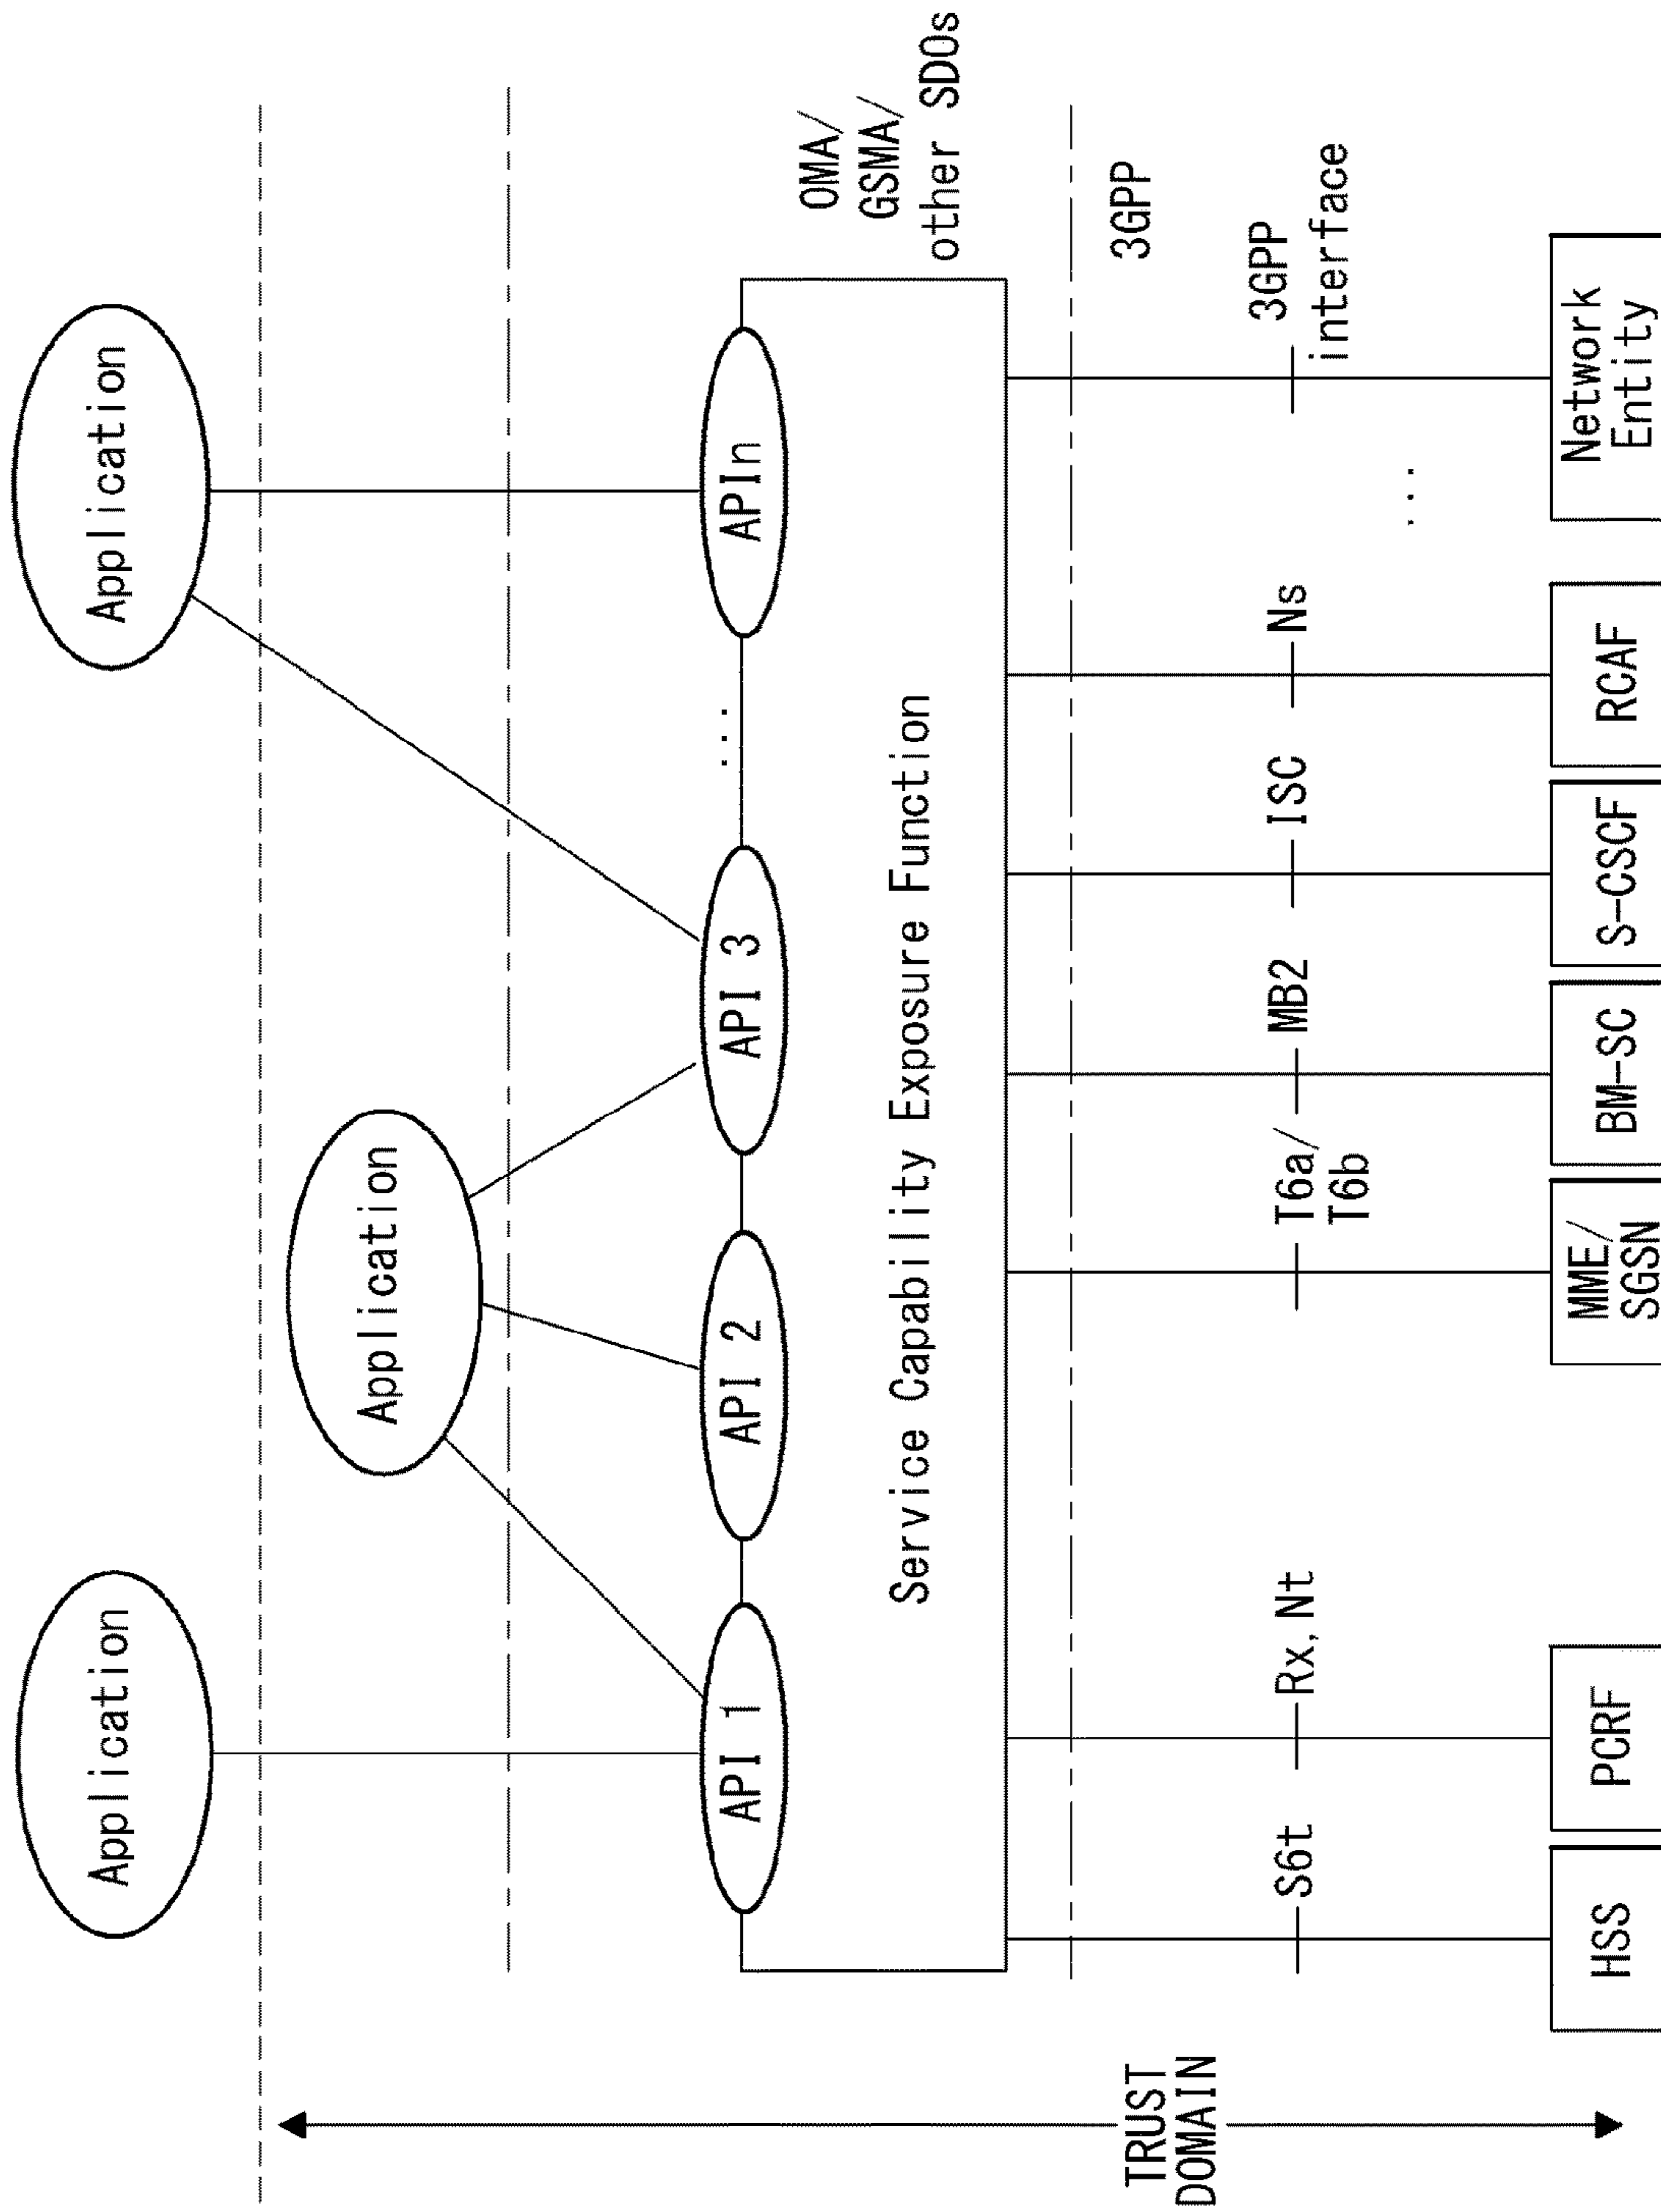 Application
Application
Application
API 1
API 2
API 3
...
APIn
Service Capability Exposure Function
OMA/
GSMA/
other SDOs
3GPP
TRUST
DOMAIN
S6t
Rx, Nt
T6a/
T6b
MB2
ISC
Ns
3GPP
interface
...
HSS
PCRF
MME/
SGSN
BM-SC
S-CSCF
RCAF
Network
Entity